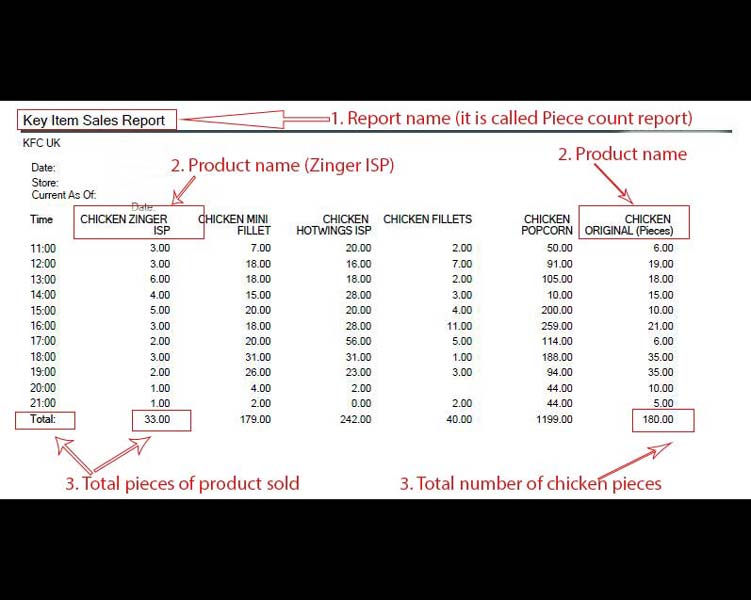 Key Item Sales Report
1. Report name (it is called Piece count report)
KFC UK
Date:
2. Product name (Zinger ISP)
2. Product name
Store:
Current As Of:
Date
Time CHICKEN ZINGER ISP CHICKEN MINI FILLET CHICKEN HOTWINGS ISP CHICKEN FILLETS CHICKEN POPCORN CHICKEN ORIGINAL (Pieces)
11:00 3.00 7.00 20.00 2.00 50.00 6.00
12:00 3.00 18.00 16.00 7.00 91.00 19.00
13:00 6.00 18.00 18.00 2.00 105.00 18.00
14:00 4.00 15.00 28.00 3.00 10.00 15.00
15:00 5.00 20.00 20.00 4.00 200.00 10.00
16:00 3.00 18.00 28.00 11.00 259.00 21.00
17:00 2.00 20.00 56.00 5.00 114.00 6.00
18:00 3.00 31.00 31.00 1.00 188.00 35.00
19:00 2.00 26.00 23.00 3.00 94.00 35.00
20:00 1.00 4.00 2.00 44.00 10.00
21:00 1.00 2.00 0.00 2.00 44.00 5.00
Total: 33.00 179.00 242.00 40.00 1199.00 180.00
3. Total pieces of product sold
3. Total number of chicken pieces